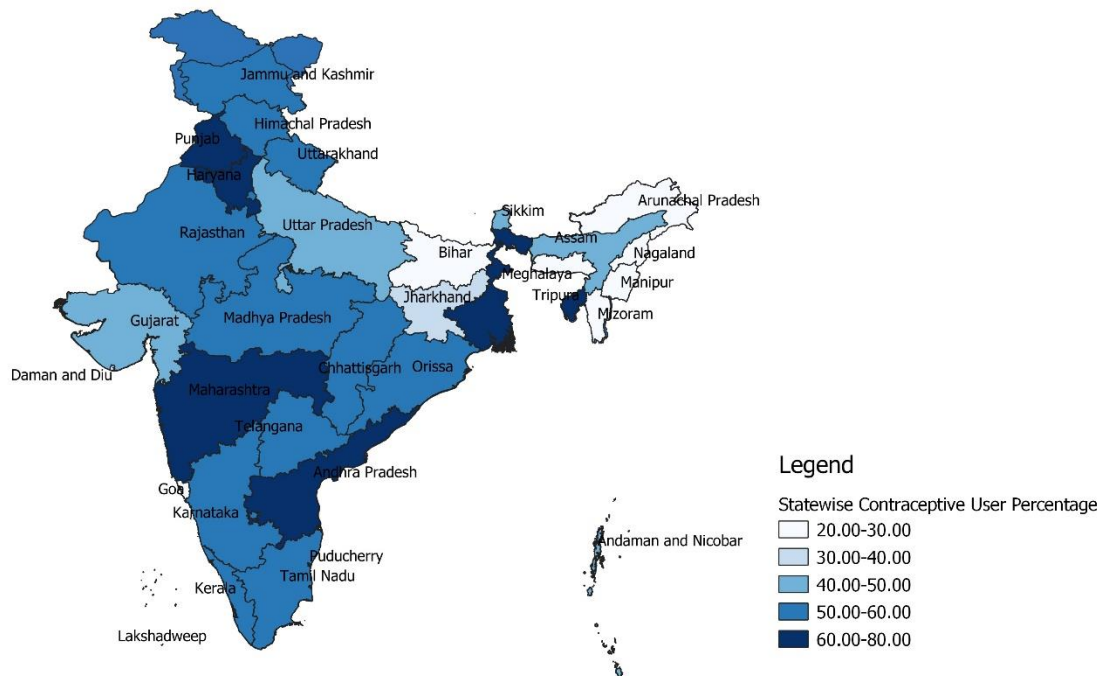 Jammu and Kashmir
Himachal Pradesh
Punjab
Uttarakhand
Haryana
Arunachal Pradesh
Sikkim
Uttar Pradesh
Rajasthan
Assam
Bihar
Nagaland
Meghalaya
Manipur
Jharkhand
Tripura
Mizoram
Gujarat
Madhya Pradesh
Daman and Diu
Chhattisgarh
Orissa
Maharashtra
Telangana
Andhra Pradesh
Goa
Karnataka
Puducherry
Tamil Nadu
Kerala
Lakshadweep
Andaman and Nicobar
Legend
Statewise Contraceptive User Percentage
20.00-30.00
30.00-40.00
40.00-50.00
50.00-60.00
60.00-80.00